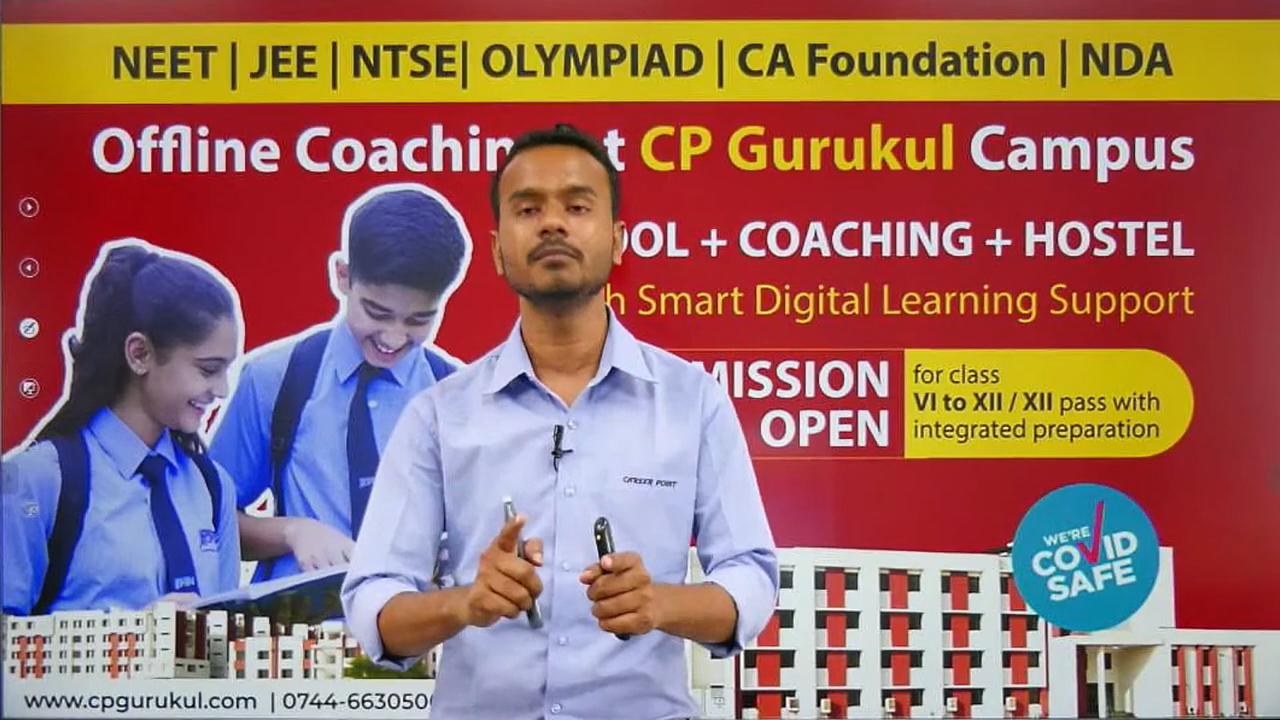 NEET | JEE | NTSE| OLYMPIAD | CA Foundation | NDA
Offline Coachin t CP Gurukul Campus
OOL + COACHING + HOSTEL
h Smart Digital Learning Support
MISSION
OPEN
for class
VI to XII / XII pass with
integrated preparation
CAREER POINT
WE'RE
COVID
SAFE
www.cpgurukul.com | 0744-6630500